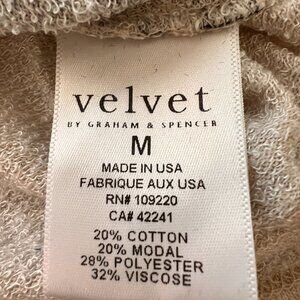 velvet
BY GRAHAM & SPENCER
M
MADE IN USA
FABRIQUE AUX USA
RN# 109220
CA# 42241
20% COTTON
20% MODAL
28% POLYESTER
32% VISCOSE